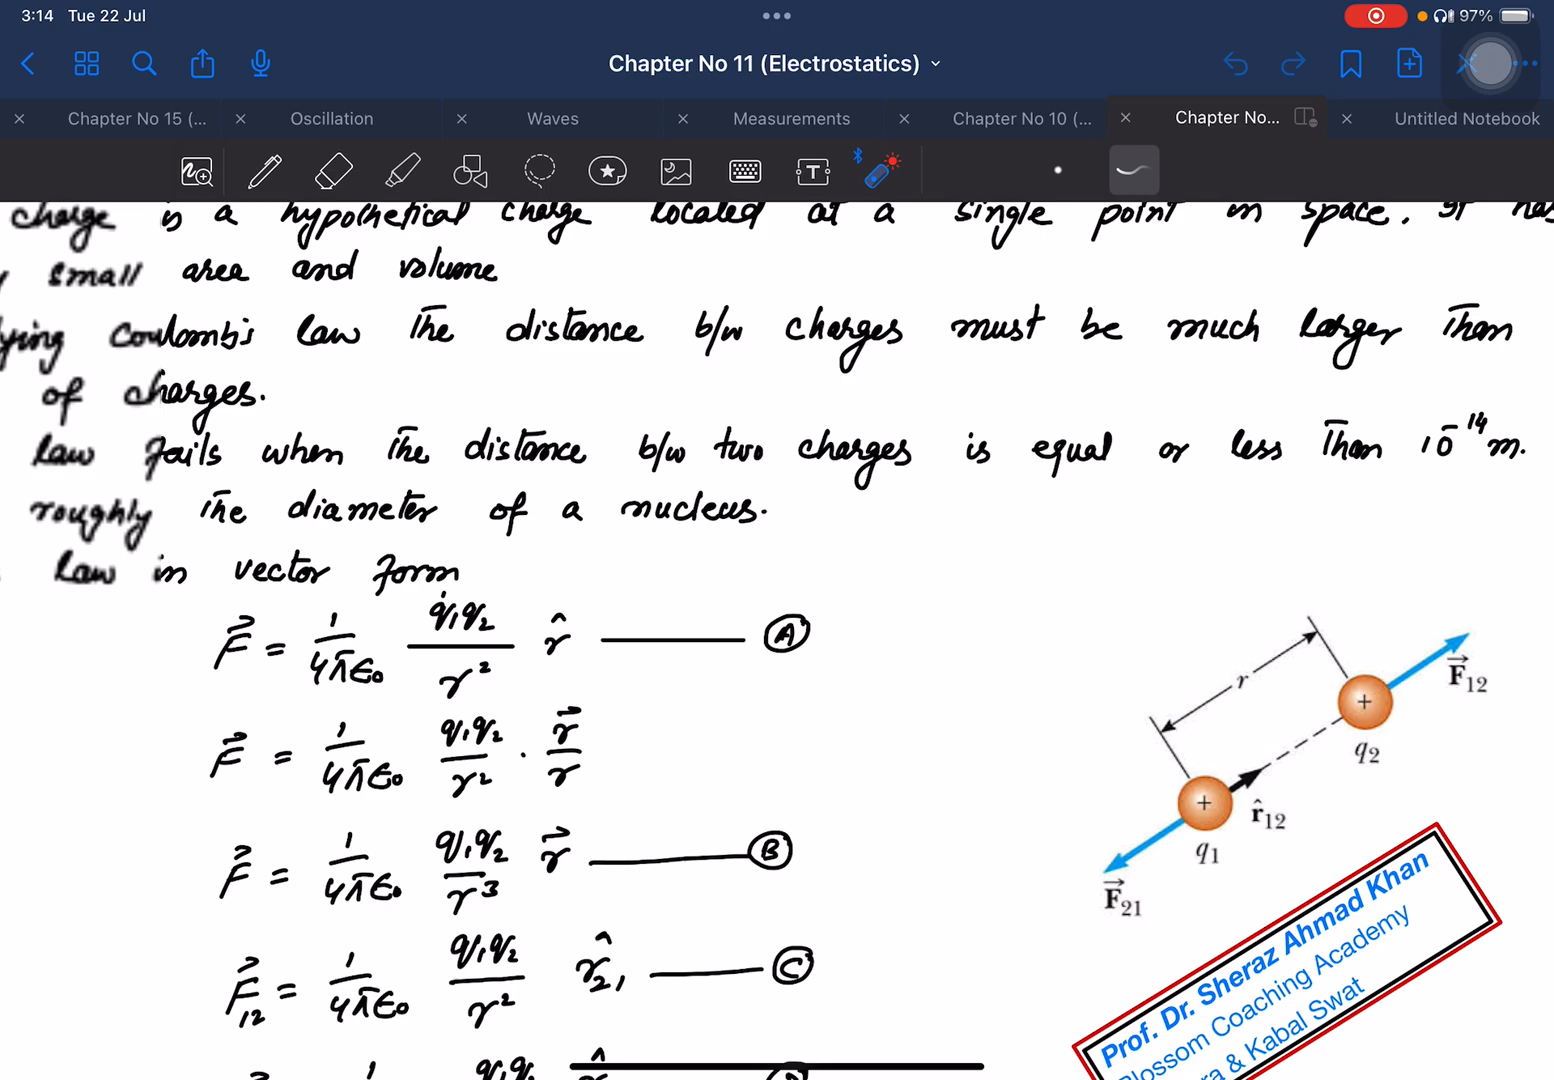 3:14 Tue 22 Jul
97%
Chapter No 11 (Electrostatics)
Chapter No 15 (...
Oscillation
Waves
Measurements
Chapter No 10 (...
Chapter No...
Untitled Notebook
charge is a hypothetical charge located at a single point in space. It has
small area and volume
ying Coulomb's law the distance b/w charges must be much larger than
of charges.
law fails when the distance b/w two charges is equal or less than 10⁻¹⁴m.
roughly the diameter of a nucleus.
law in vector form
F⃗ = 1/4πε₀ q₁q₂/r² r̂ ——— Ⓐ
F⃗ = 1/4πε₀ q₁q₂/r² · r⃗/r
F⃗ = 1/4πε₀ q₁q₂/r³ r⃗ ——— Ⓑ
F⃗₁₂ = 1/4πε₀ q₁q₂/r² r̂₂₁ ——— Ⓒ
r
F⃗₁₂
+
q₂
+
r̂₁₂
q₁
F⃗₂₁
Prof. Dr. Sheraz Ahmad Khan
Blossom Coaching Academy
ra & Kabal Swat